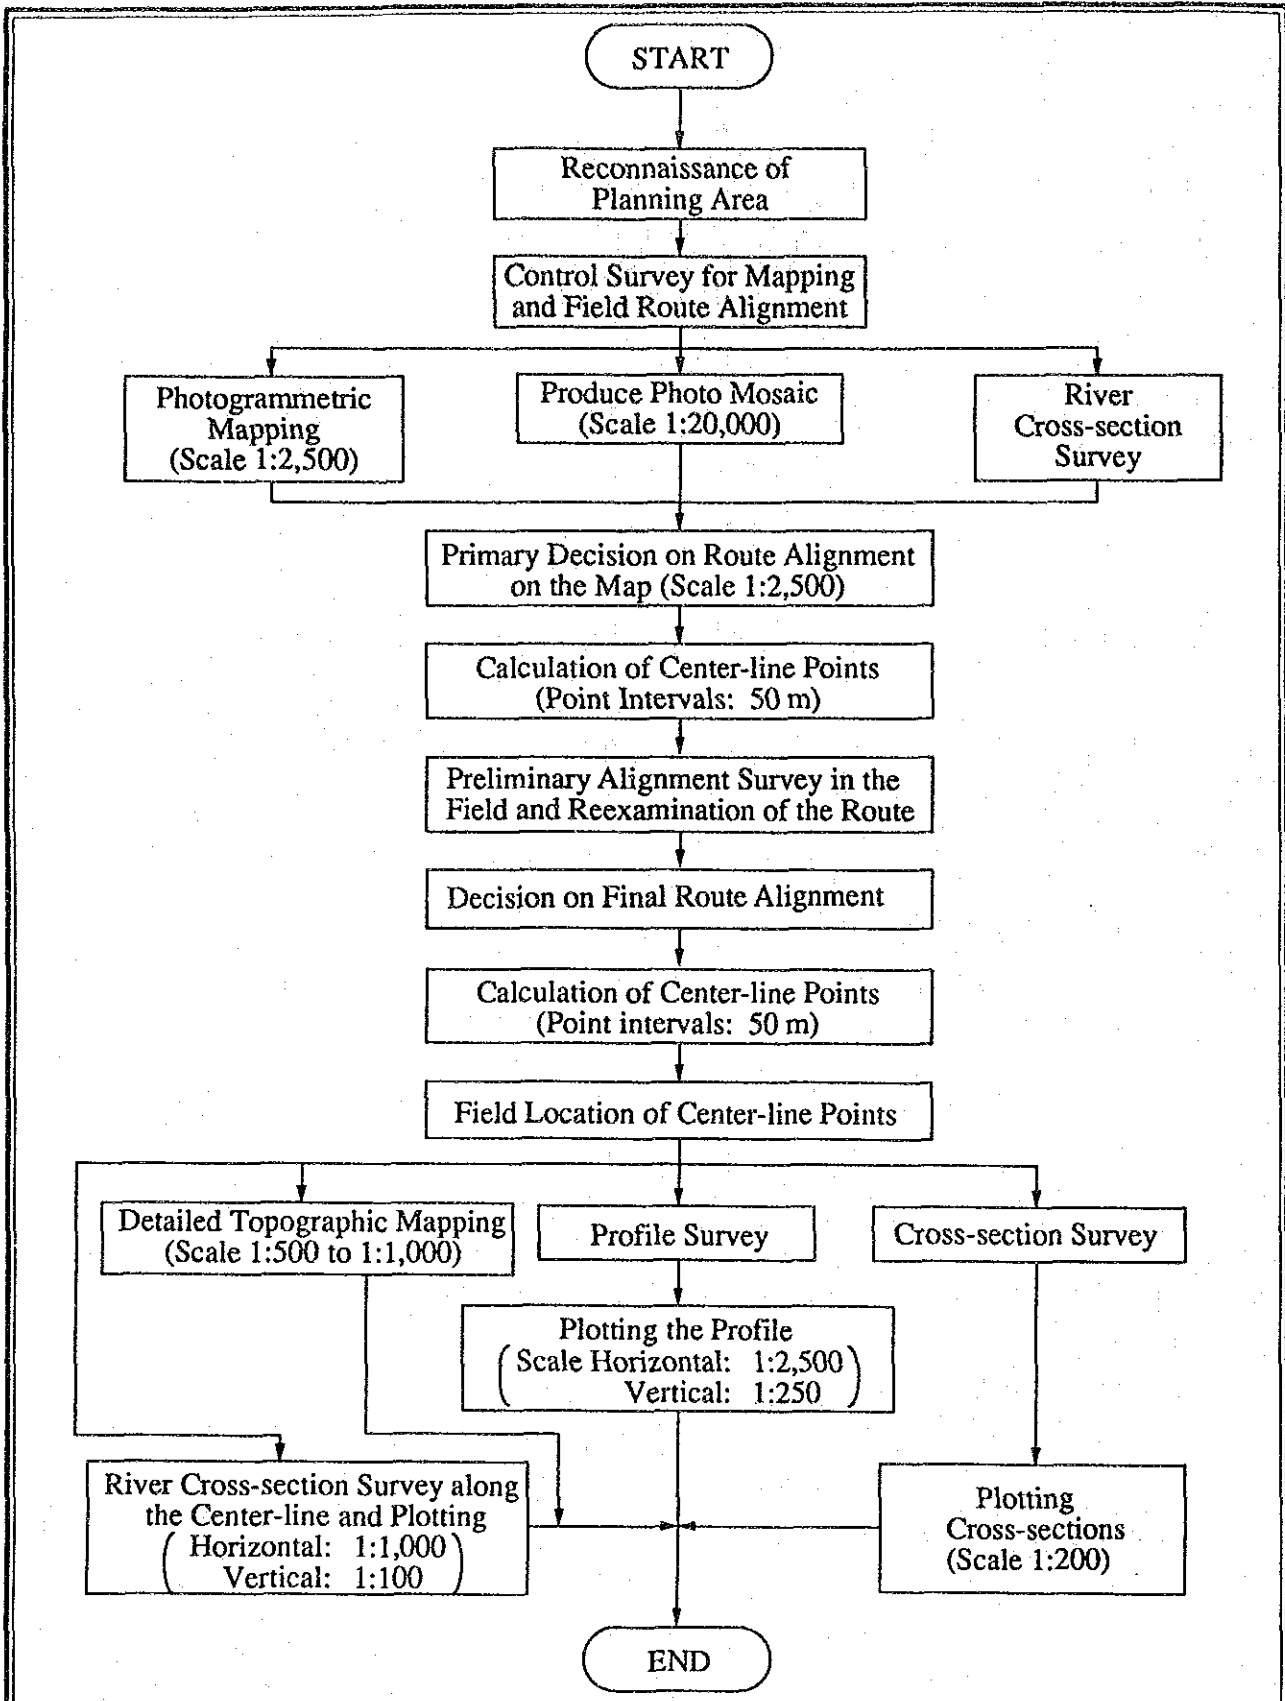 START
Reconnaissance of
Planning Area
Control Survey for Mapping
and Field Route Alignment
Photogrammetric
Mapping
(Scale 1:2,500)
Produce Photo Mosaic
(Scale 1:20,000)
River
Cross-section
Survey
Primary Decision on Route Alignment
on the Map (Scale 1:2,500)
Calculation of Center-line Points
(Point Intervals: 50 m)
Preliminary Alignment Survey in the
Field and Reexamination of the Route
Decision on Final Route Alignment
Calculation of Center-line Points
(Point intervals: 50 m)
Field Location of Center-line Points
Detailed Topographic Mapping
(Scale 1:500 to 1:1,000)
Profile Survey
Cross-section Survey
Plotting the Profile
(Scale Horizontal: 1:2,500
Vertical: 1:250)
River Cross-section Survey along
the Center-line and Plotting
(Horizontal: 1:1,000
Vertical: 1:100)
Plotting
Cross-sections
(Scale 1:200)
END